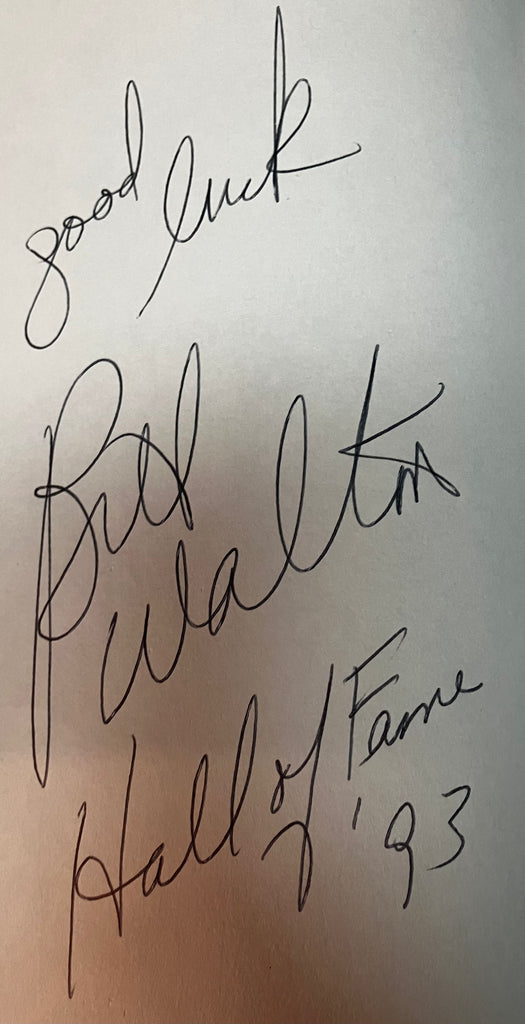 good luck
Bill
Walton
Hall of Fame
'93